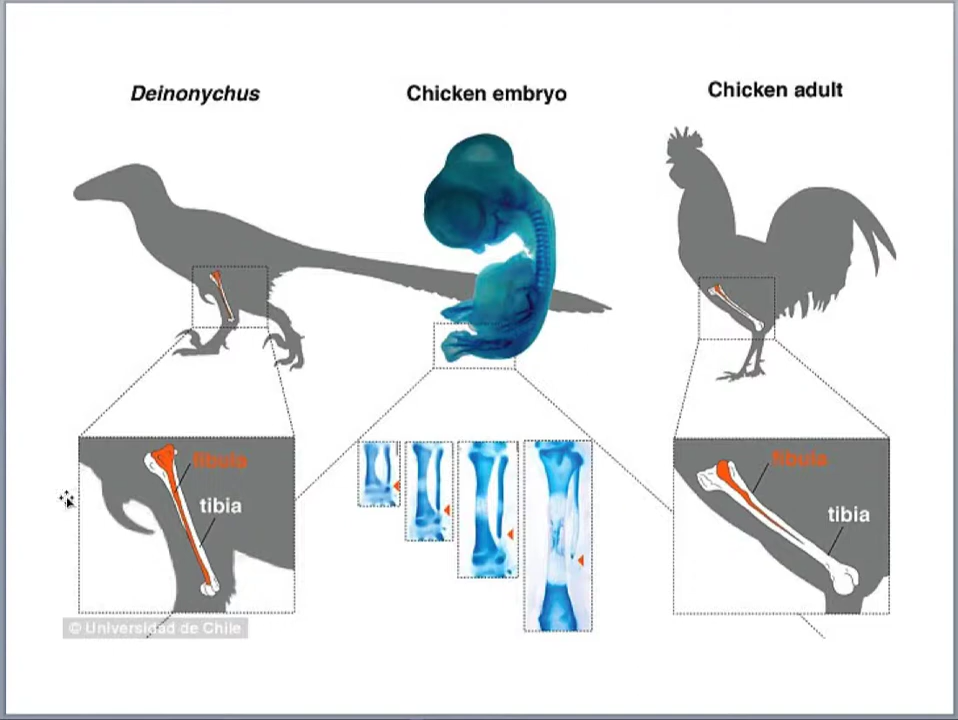 Deinonychus
Chicken embryo
Chicken adult
fibula
tibia
fibula
tibia
© Universidad de Chile